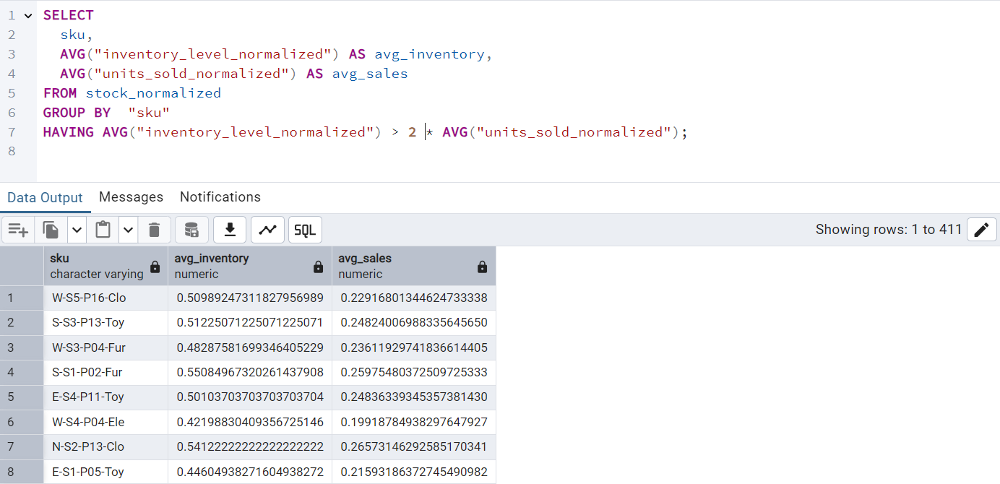 1 SELECT
2 sku,
3 AVG("inventory_level_normalized") AS avg_inventory,
4 AVG("units_sold_normalized") AS avg_sales
5 FROM stock_normalized
6 GROUP BY "sku"
7 HAVING AVG("inventory_level_normalized") > 2 * AVG("units_sold_normalized");
8
Data Output Messages Notifications
SQL Showing rows: 1 to 411
sku avg_inventory avg_sales
character varying numeric numeric
1 W-S5-P16-Clo 0.50989247311827956989 0.22916801344624733338
2 S-S3-P13-Toy 0.51225071225071225071 0.24824006988335645650
3 W-S3-P04-Fur 0.48287581699346405229 0.23611929741836614405
4 S-S1-P02-Fur 0.55084967320261437908 0.25975480372509725333
5 E-S4-P11-Toy 0.50103703703703703704 0.24836339345357381430
6 W-S4-P04-Ele 0.42198830409356725146 0.19918784938297647927
7 N-S2-P13-Clo 0.54122222222222222222 0.26573146292585170341
8 E-S1-P05-Toy 0.44604938271604938272 0.21593186372745490982